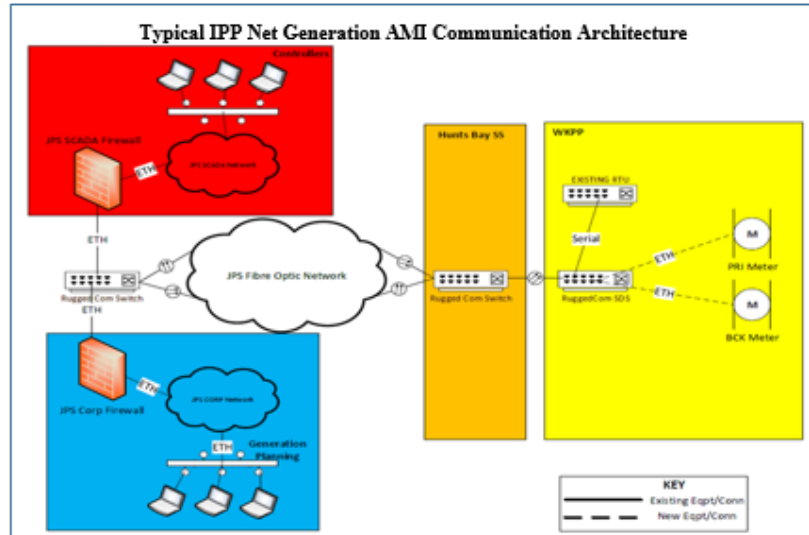 Typical IPP Net Generation AMI Communication Architecture
Controllers
JPS SCADA Firewall
ETH
JPS SCADA Network
ETH
Rugged Com Switch
ETH
JPS Fibre Optic Network
JPS Corp Firewall
ETH
JPS CORP Network
ETH
Generation
Planning
Hunts Bay SS
Rugged Com Switch
WKPP
EXISTING RTU
Serial
RuggedCom SDS
ETH
ETH
M
PRI Meter
M
BCK Meter
KEY
Existing Eqpt/Conn
New Eqpt/Conn